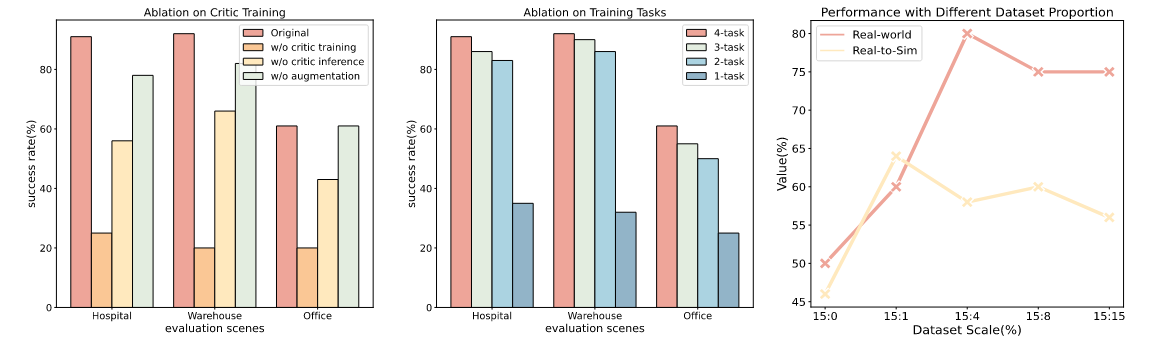 Ablation on Critic Training
success rate(%)
80
60
40
20
0
Original
w/o critic training
w/o critic inference
w/o augmentation
Hospital
Warehouse
Office
evaluation scenes
Ablation on Training Tasks
success rate(%)
80
60
40
20
0
4-task
3-task
2-task
1-task
Hospital
Warehouse
Office
evaluation scenes
Performance with Different Dataset Proportion
Value(%)
80
75
70
65
60
55
50
45
Real-world
Real-to-Sim
15:0
15:1
15:4
15:8
15:15
Dataset Scale(%)